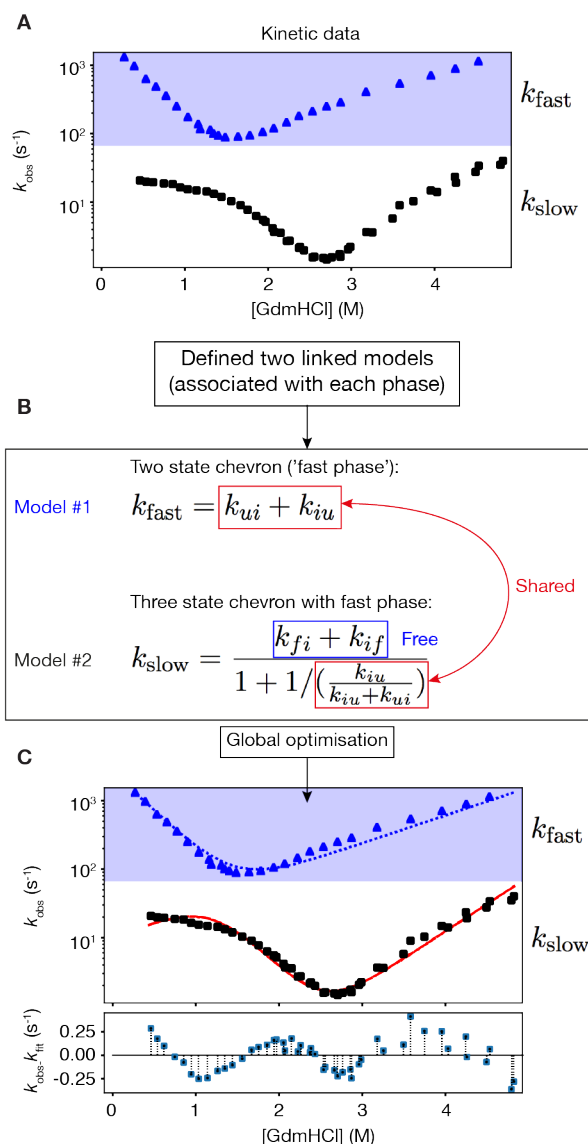 A
Kinetic data
10³
10²
10¹
k_obs (s⁻¹)
k_fast
k_slow
0 1 2 3 4
[GdmHCl] (M)
Defined two linked models
(associated with each phase)
B
Two state chevron ('fast phase'):
Model #1
k_fast = k_ui + k_iu
Shared
Three state chevron with fast phase:
Model #2
k_slow = (k_fi + k_if) / (1 + 1/(k_iu / (k_iu + k_ui)))
Free
Global optimisation
C
10³
10²
10¹
k_obs (s⁻¹)
k_fast
k_slow
0.25
0.00
-0.25
k_obs-k_fit (s⁻¹)
0 1 2 3 4
[GdmHCl] (M)